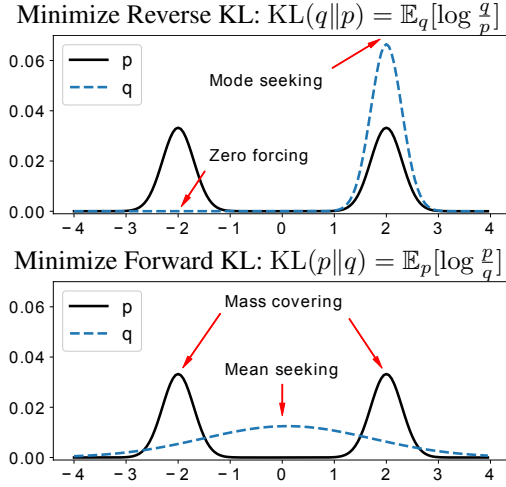 Minimize Reverse KL: KL(q∥p) = 𝔼_q[log q/p]
p
q
Mode seeking
Zero forcing
0.06
0.04
0.02
0.00
−4 −3 −2 −1 0 1 2 3 4
Minimize Forward KL: KL(p∥q) = 𝔼_p[log p/q]
p
q
Mass covering
Mean seeking
0.06
0.04
0.02
0.00
−4 −3 −2 −1 0 1 2 3 4